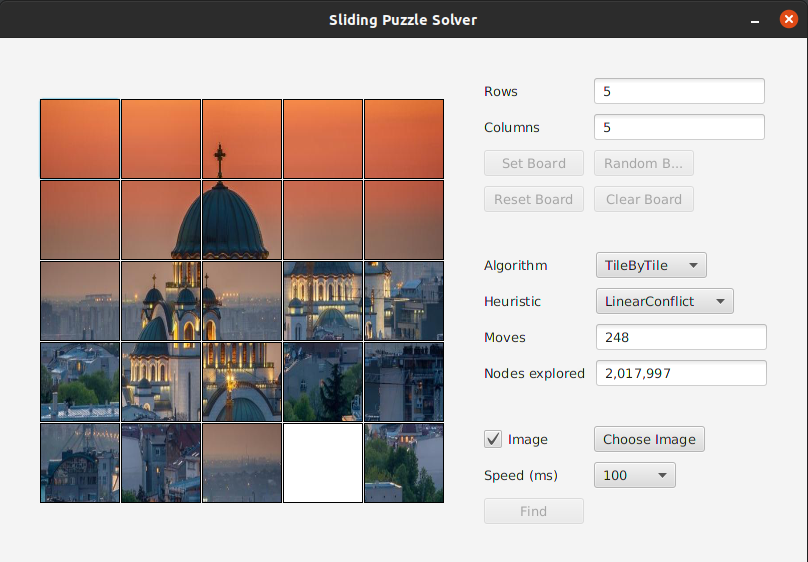 Sliding Puzzle Solver
Rows 5
Columns 5
Set Board Random B...
Reset Board Clear Board
Algorithm TileByTile
Heuristic LinearConflict
Moves 248
Nodes explored 2,017,997
Image Choose Image
Speed (ms) 100
Find